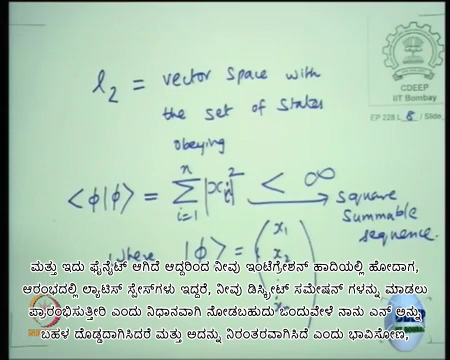 l₂ = vector space with
the set of states
obeying
CDEEP
IIT Bombay
EP 228 L 8 / Slide
<φ|φ> = Σ_{i=1}^{n} |x_i|² < ∞
square
summable
sequence.
where |φ> = ( x₁
x₂
ಮತ್ತು ಇದು ಫೈನೈಟ್ ಆಗಿದೆ ಆದ್ದರಿಂದ ನೀವು ಇಂಟಿಗ್ರೇಶನ್ ಹಾದಿಯಲ್ಲಿ ಹೋದಾಗ,
ಆರಂಭದಲ್ಲಿ ಲ್ಯಾಟಿಸ್ ಸ್ಪೇಸ್‌ಗಳು ಇದ್ದರೆ, ನೀವು ಡಿಸ್ಕ್ರೀಟ್ ಸಮೇಷನ್ ಗಳನ್ನು ಮಾಡಲು
ಪ್ರಾರಂಭಿಸುತ್ತೀರಿ ಎಂದು ನಿಧಾನವಾಗಿ ನೋಡಬಹುದು ಒಂದುವೇಳೆ ನಾನು ಎನ್ ಅನ್ನು
ಬಹಳ ದೊಡ್ಡದಾಗಿಸಿದರೆ ಮತ್ತು ಅದನ್ನು ನಿರಂತರವಾಗಿಸಿದೆ ಎಂದು ಭಾವಿಸೋಣ,